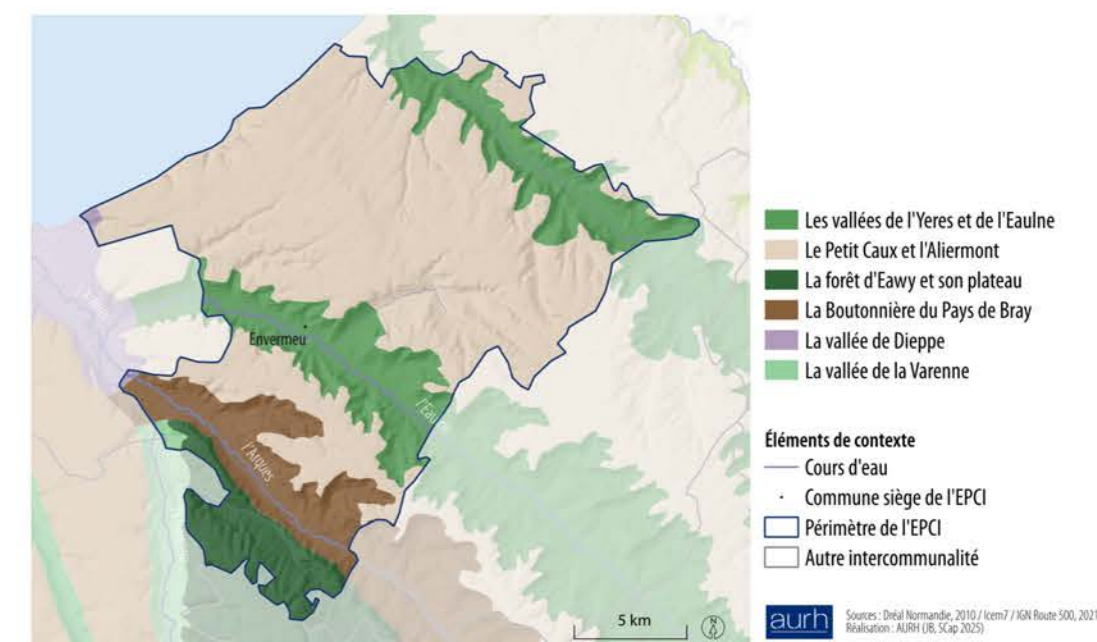 Envermeu
l'Eaulne
l'Arques
5 km
N
Les vallées de l'Yeres et de l'Eaulne
Le Petit Caux et l'Aliermont
La forêt d'Eawy et son plateau
La Boutonnière du Pays de Bray
La vallée de Dieppe
La vallée de la Varenne
Éléments de contexte
Cours d'eau
Commune siège de l'EPCI
Périmètre de l'EPCI
Autre intercommunalité
aurh
Sources : Dréal Normandie, 2010 / Icem7 / IGN Route 500, 2021
Réalisation : AURH (JB, SCap 2025)